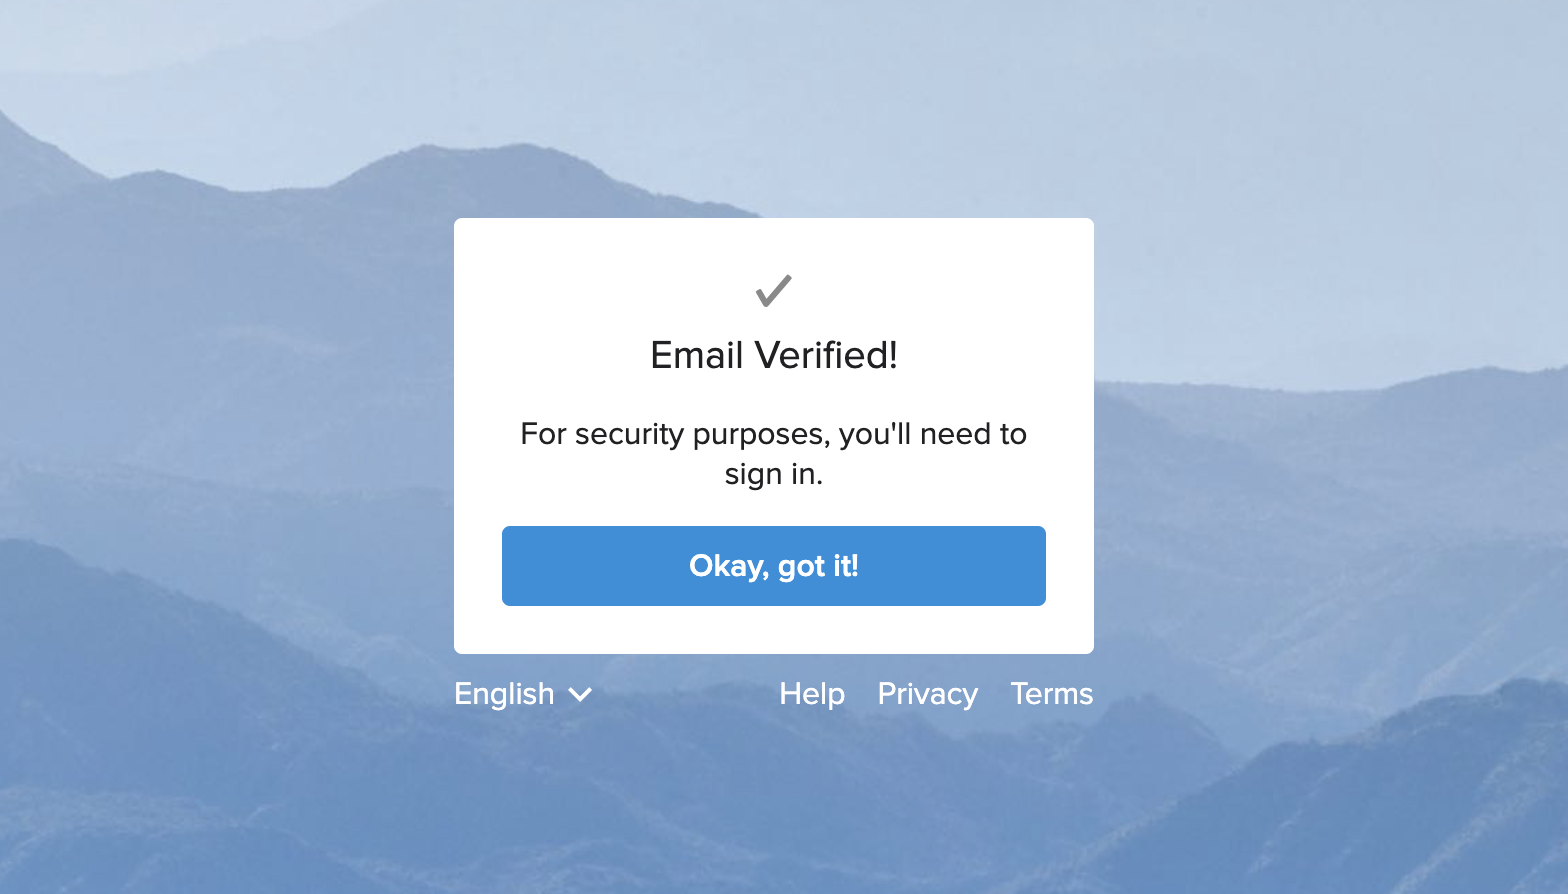 Email Verified!
For security purposes, you'll need to
sign in.
Okay, got it!
English
Help Privacy Terms